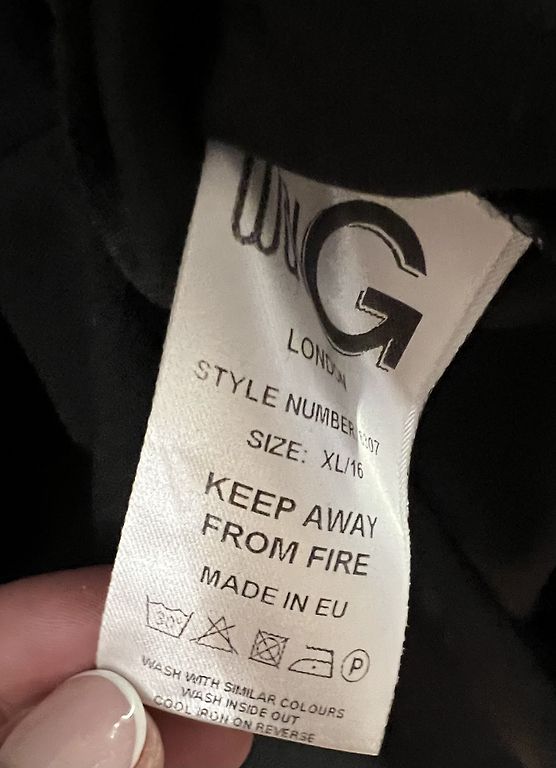 G
LONDON
STYLE NUMBER
SIZE: XL/16
KEEP AWAY
FROM FIRE
MADE IN EU
30° P
WASH WITH SIMILAR COLOURS
WASH INSIDE OUT
COOL IRON ON REVERSE